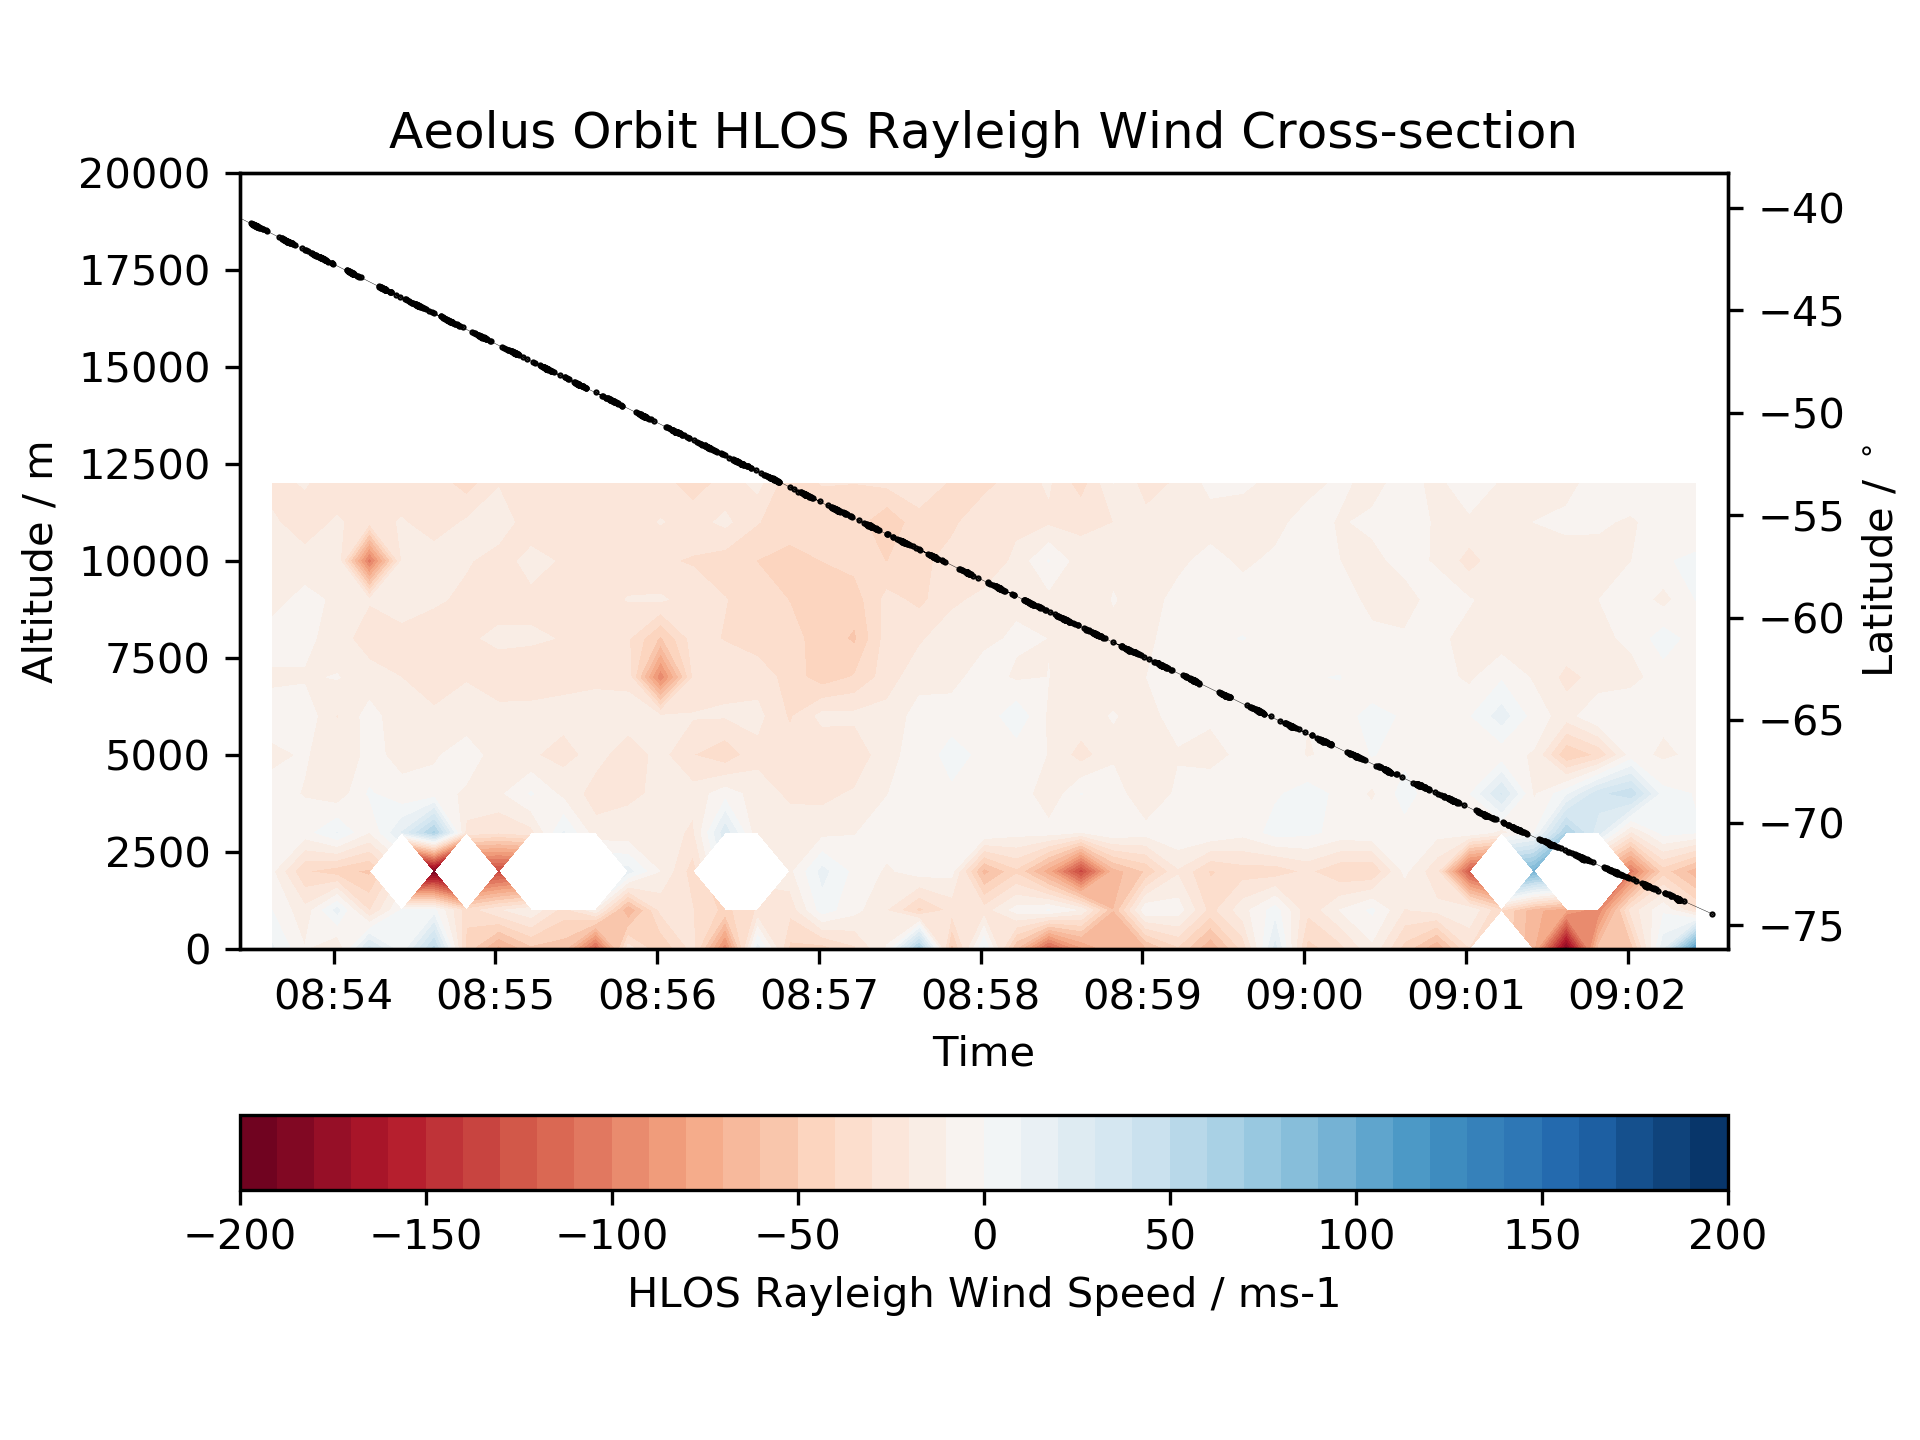 Aeolus Orbit HLOS Rayleigh Wind Cross-section
20000
17500
15000
12500
10000
7500
5000
2500
0
Altitude / m
−40
−45
−50
−55
−60
−65
−70
−75
Latitude / °
08:54 08:55 08:56 08:57 08:58 08:59 09:00 09:01 09:02
Time
−200 −150 −100 −50 0 50 100 150 200
HLOS Rayleigh Wind Speed / ms-1